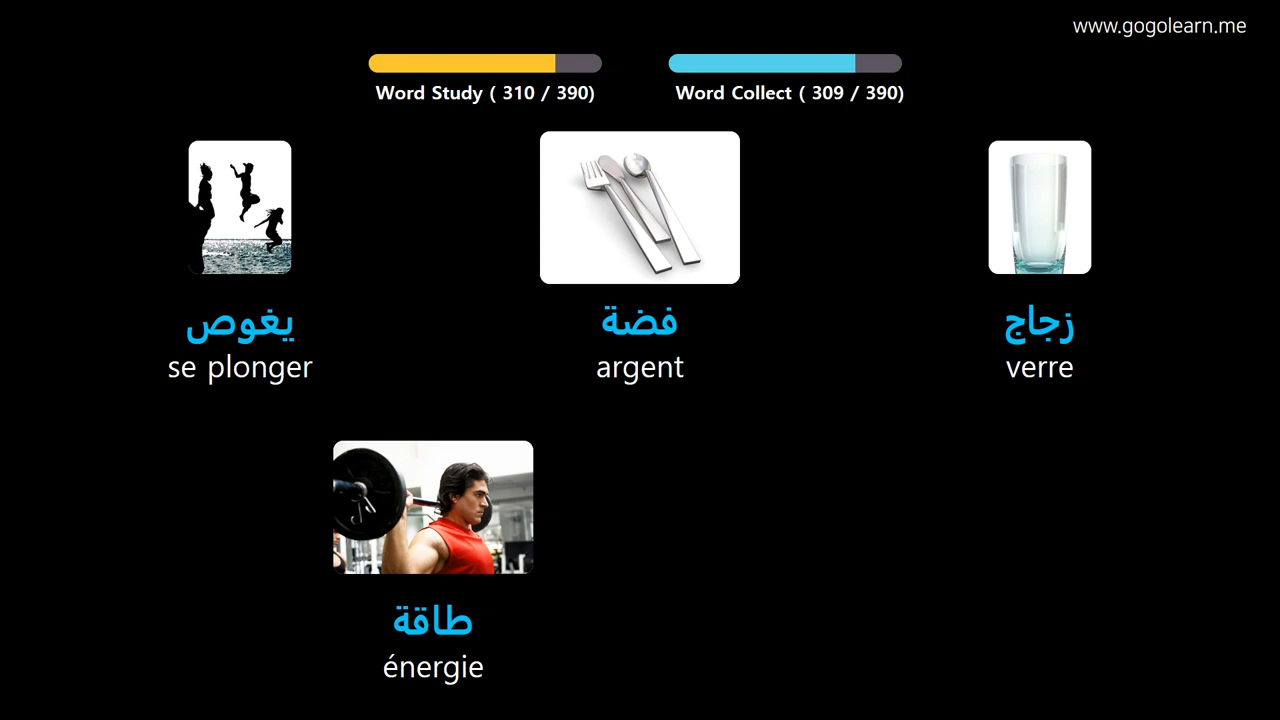 www.gogolearn.me
Word Study ( 310 / 390)
Word Collect ( 309 / 390)
يغوص
se plonger
فضة
argent
زجاج
verre
طاقة
énergie